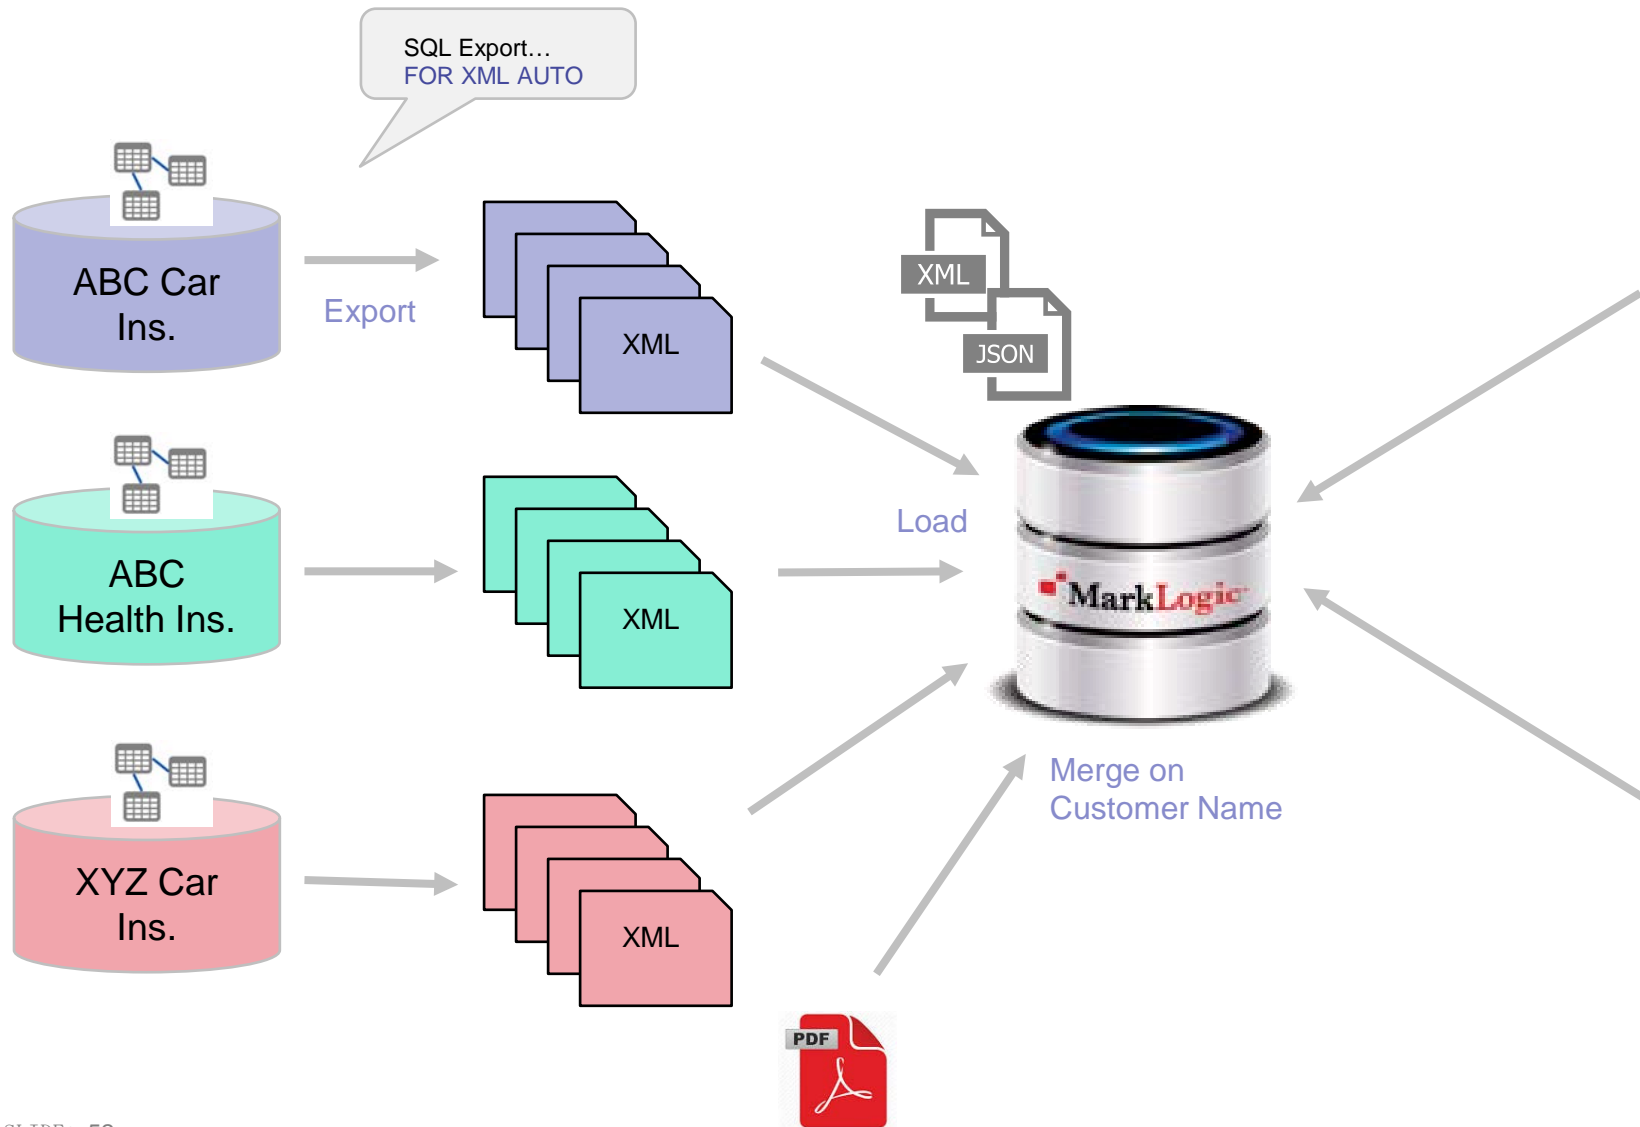 SQL Export…
FOR XML AUTO
ABC Car
Ins.
Export
XML
XML
JSON
ABC
Health Ins.
XML
Load
MarkLogic
XYZ Car
Ins.
XML
Merge on
Customer Name
PDF